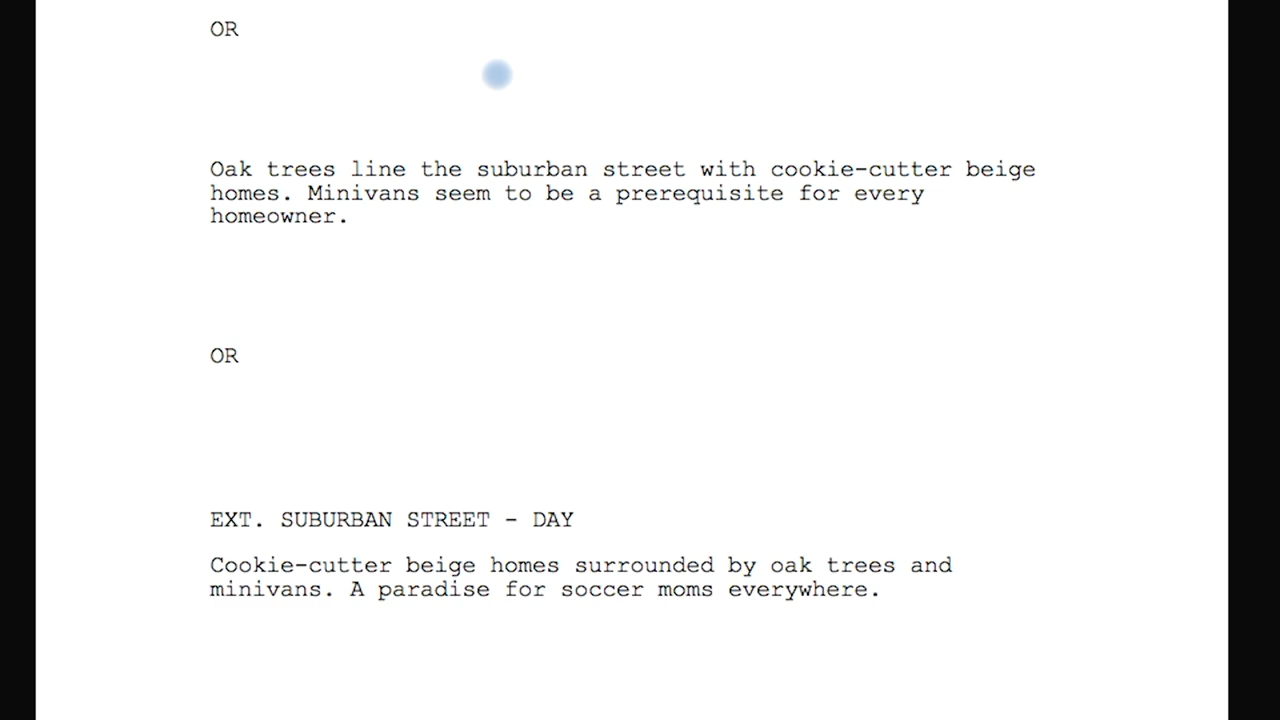 OR
Oak trees line the suburban street with cookie-cutter beige
homes. Minivans seem to be a prerequisite for every
homeowner.
OR
EXT. SUBURBAN STREET - DAY
Cookie-cutter beige homes surrounded by oak trees and
minivans. A paradise for soccer moms everywhere.